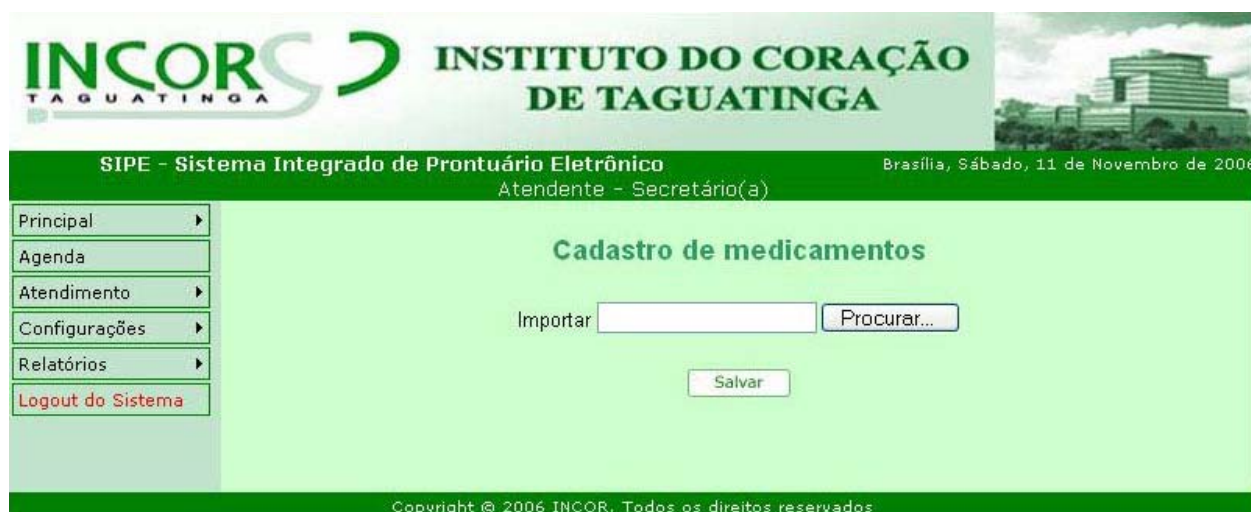 INCOR
TAGUATINGA
INSTITUTO DO CORAÇÃO
DE TAGUATINGA
SIPE - Sistema Integrado de Prontuário Eletrônico
Brasília, Sábado, 11 de Novembro de 2006
Atendente - Secretário(a)
Principal
Agenda
Atendimento
Configurações
Relatórios
Logout do Sistema
Cadastro de medicamentos
Importar Procurar...
Salvar
Copyright © 2006 INCOR. Todos os direitos reservados